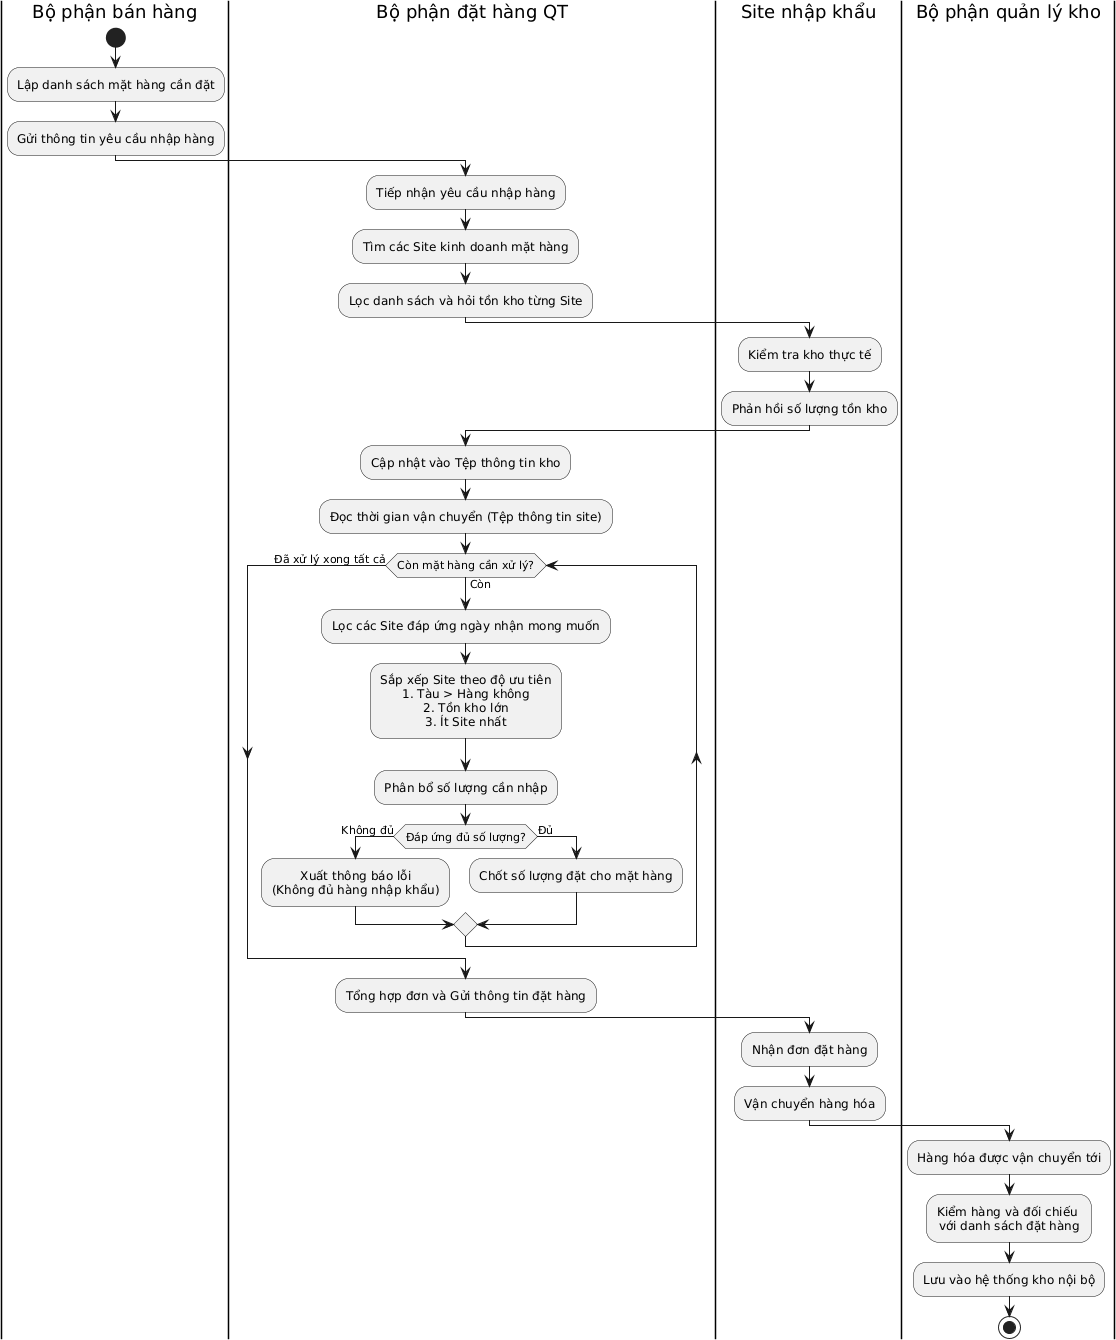 Bộ phận bán hàng
Bộ phận đặt hàng QT
Site nhập khẩu
Bộ phận quản lý kho
Lập danh sách mặt hàng cần đặt
Gửi thông tin yêu cầu nhập hàng
Tiếp nhận yêu cầu nhập hàng
Tìm các Site kinh doanh mặt hàng
Lọc danh sách và hỏi tồn kho từng Site
Kiểm tra kho thực tế
Phản hồi số lượng tồn kho
Cập nhật vào Tệp thông tin kho
Đọc thời gian vận chuyển (Tệp thông tin site)
Đã xử lý xong tất cả
Còn mặt hàng cần xử lý?
Còn
Lọc các Site đáp ứng ngày nhận mong muốn
Sắp xếp Site theo độ ưu tiên
1. Tàu > Hàng không
2. Tồn kho lớn
3. Ít Site nhất
Phân bổ số lượng cần nhập
Không đủ
Đáp ứng đủ số lượng?
Đủ
Xuất thông báo lỗi
(Không đủ hàng nhập khẩu)
Chốt số lượng đặt cho mặt hàng
Tổng hợp đơn và Gửi thông tin đặt hàng
Nhận đơn đặt hàng
Vận chuyển hàng hóa
Hàng hóa được vận chuyển tới
Kiểm hàng và đối chiếu
với danh sách đặt hàng
Lưu vào hệ thống kho nội bộ